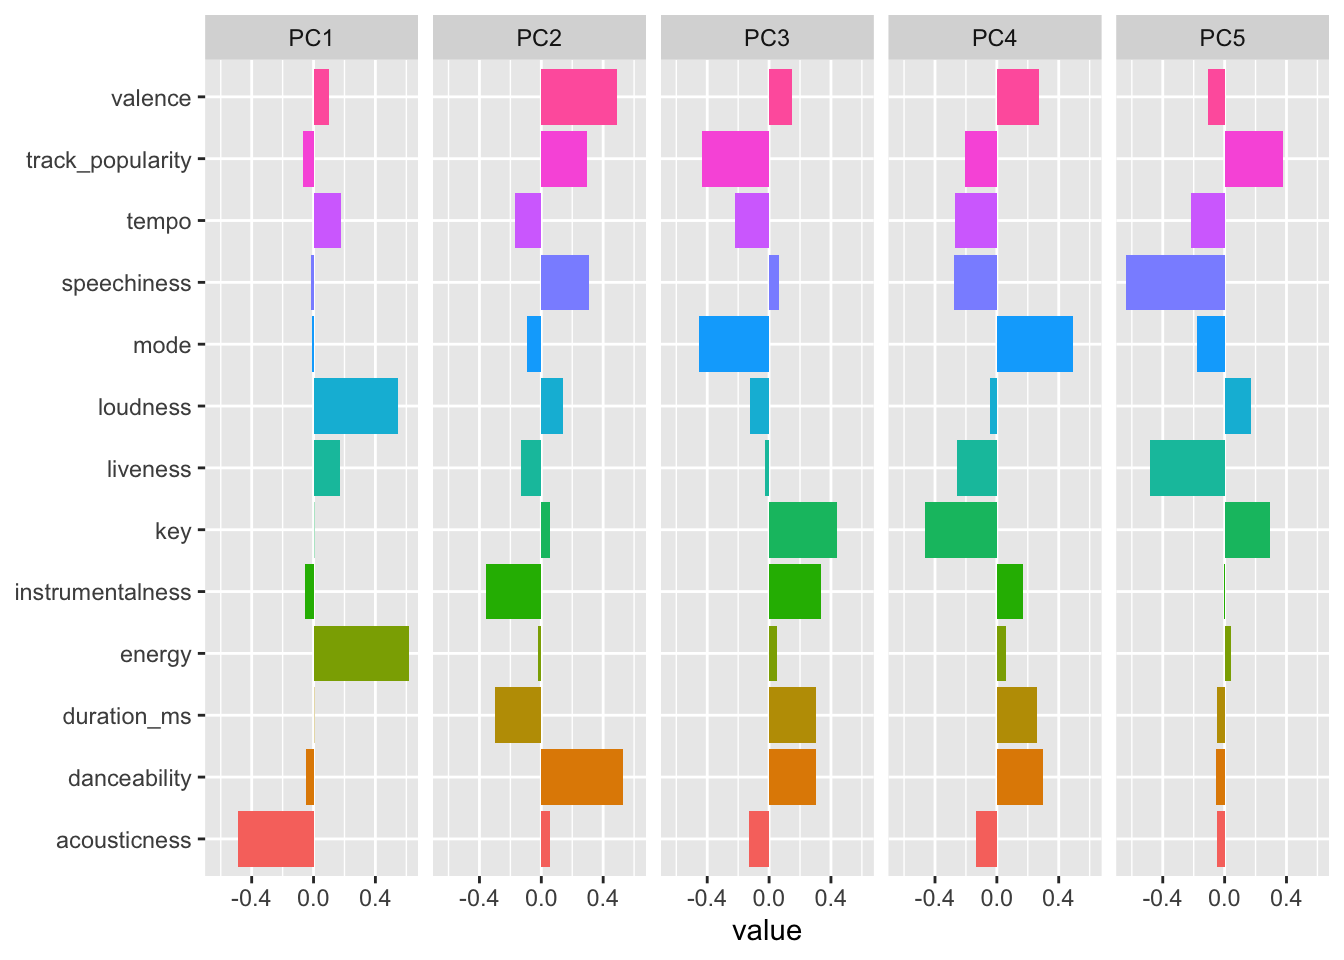 PC1 PC2 PC3 PC4 PC5
valence
track_popularity
tempo
speechiness
mode
loudness
liveness
key
instrumentalness
energy
duration_ms
danceability
acousticness
-0.4 0.0 0.4 -0.4 0.0 0.4 -0.4 0.0 0.4 -0.4 0.0 0.4 -0.4 0.0 0.4
value